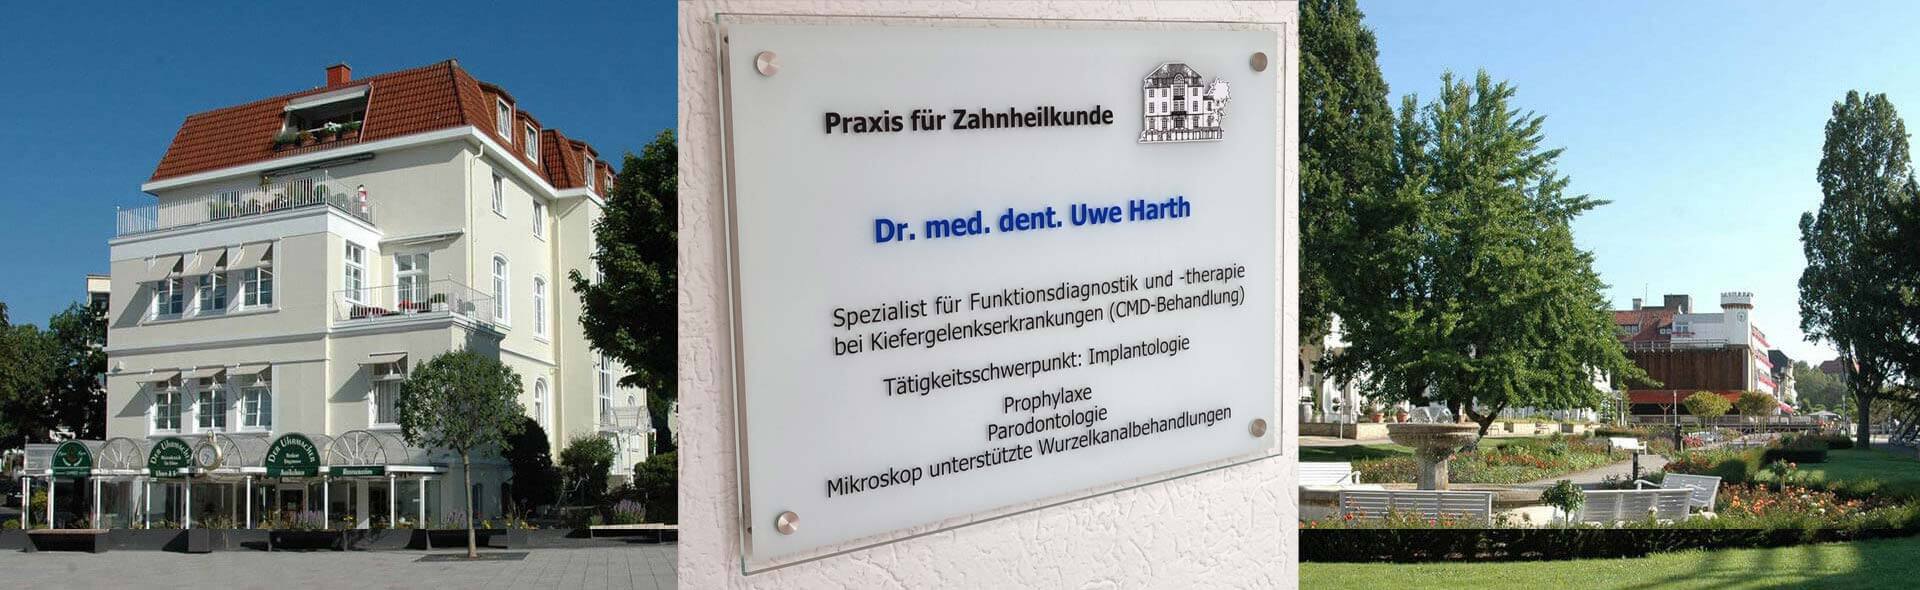 Der Uhrmacher
Der Uhrmacher
Praxis für Zahnheilkunde
Dr. med. dent. Uwe Harth
Spezialist für Funktionsdiagnostik und -therapie
bei Kiefergelenkserkrankungen (CMD-Behandlung)
Tätigkeitsschwerpunkt: Implantologie
Prophylaxe
Parodontologie
Mikroskop unterstützte Wurzelkanalbehandlungen